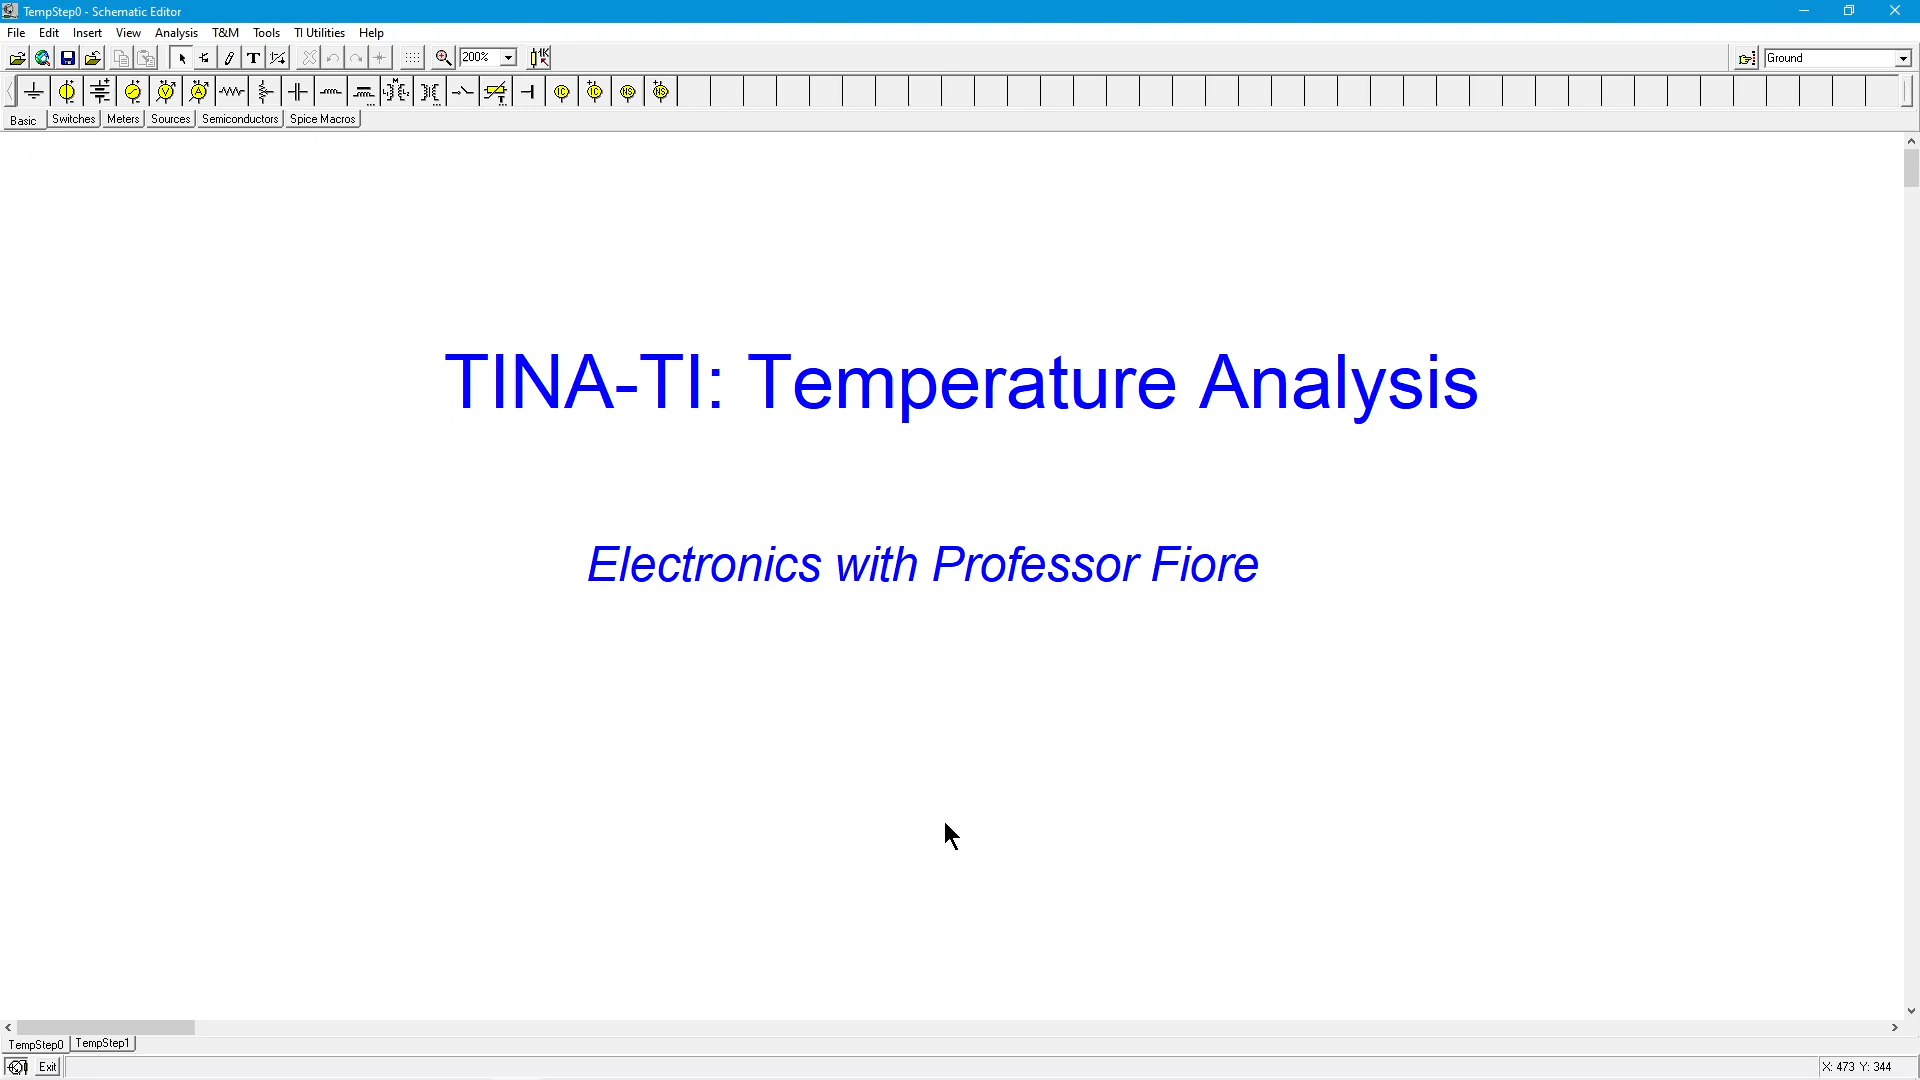 TempStep0 - Schematic Editor
File Edit Insert View Analysis T&M Tools TI Utilities Help
200% Ground
Basic Switches Meters Sources Semiconductors Spice Macros
TINA-TI: Temperature Analysis
Electronics with Professor Fiore
TempStep0 TempStep1
Exit X: 473 Y: 344